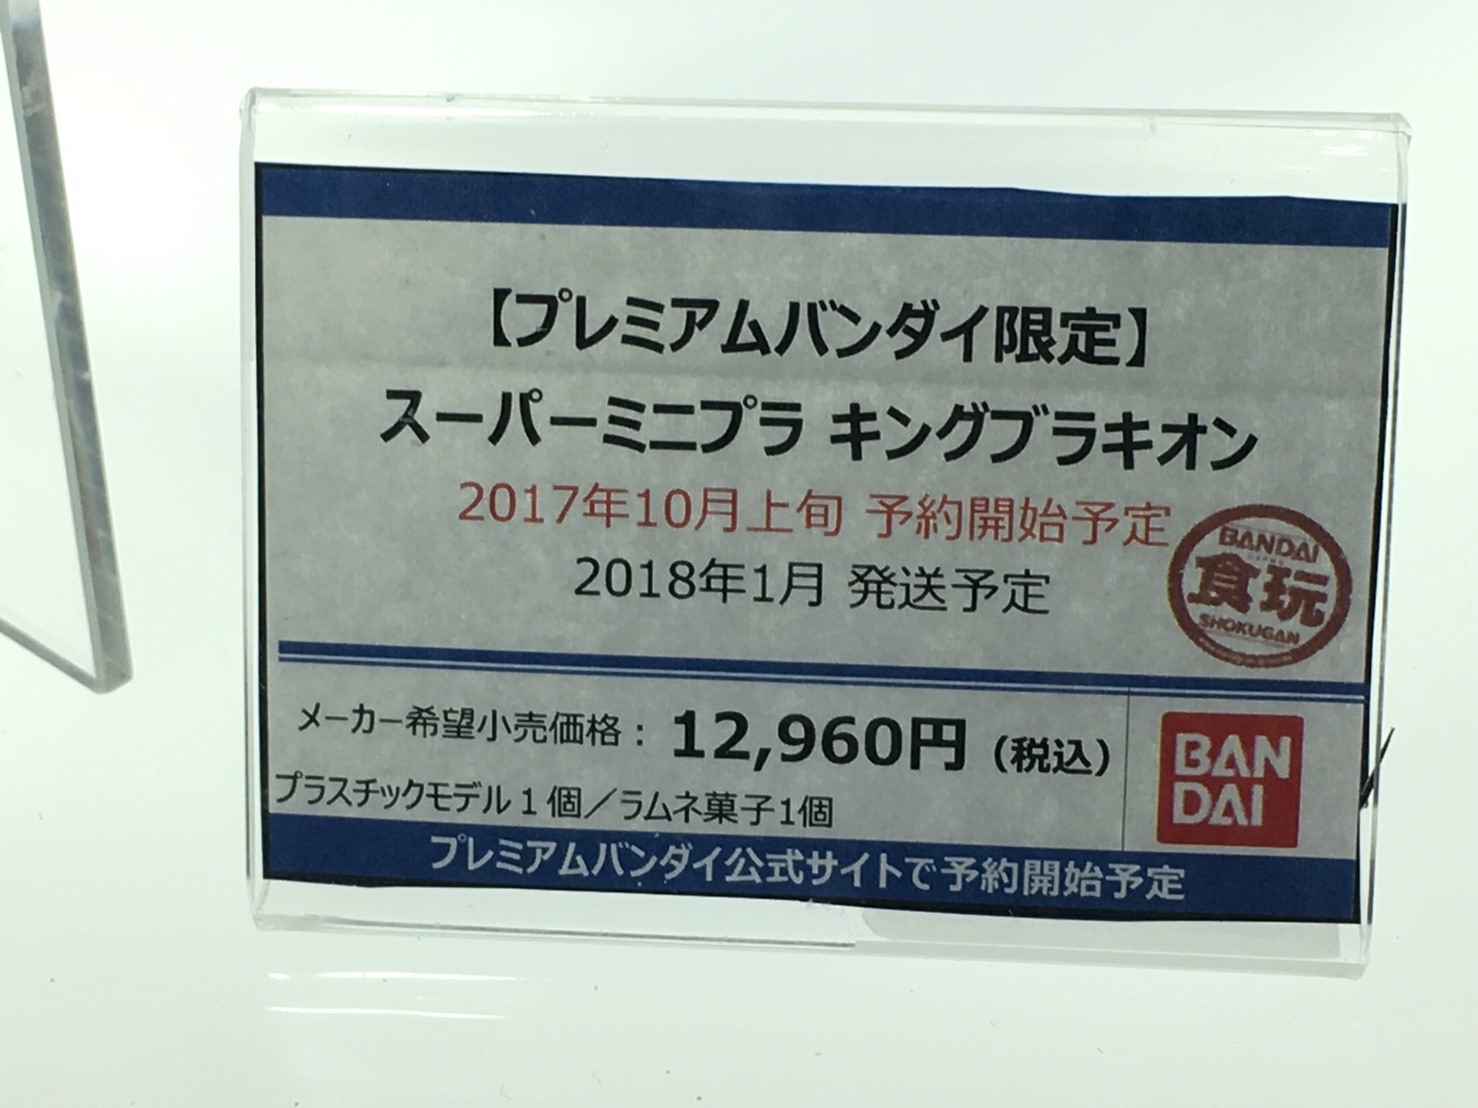 【プレミアムバンダイ限定】
スーパーミニプラ キングブラキオン
2017年10月上旬 予約開始予定
2018年1月 発送予定
BANDAI
食玩
SHOKUGAN
メーカー希望小売価格： 12,960円（税込）
プラスチックモデル１個／ラムネ菓子1個
BAN
DAI
プレミアムバンダイ公式サイトで予約開始予定